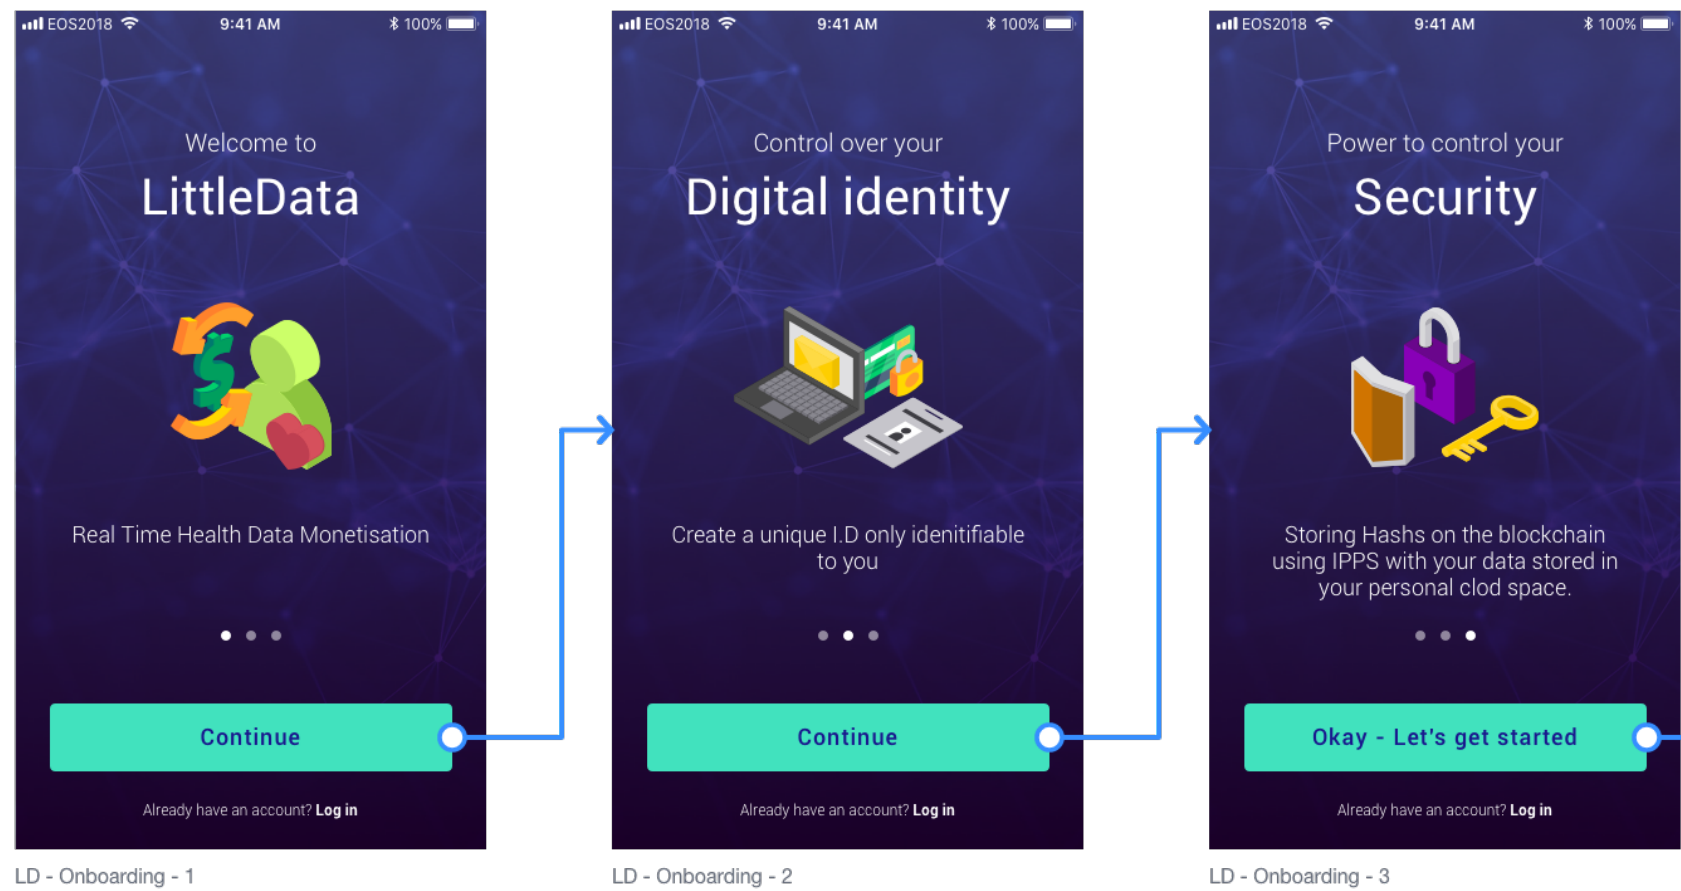 EOS2018 9:41 AM 100%
Welcome to
LittleData
Real Time Health Data Monetisation
Continue
Already have an account? Log in
LD - Onboarding - 1
EOS2018 9:41 AM 100%
Control over your
Digital identity
Create a unique I.D only idenitifiable
to you
Continue
Already have an account? Log in
LD - Onboarding - 2
EOS2018 9:41 AM 100%
Power to control your
Security
Storing Hashs on the blockchain
using IPPS with your data stored in
your personal clod space.
Okay - Let's get started
Already have an account? Log in
LD - Onboarding - 3